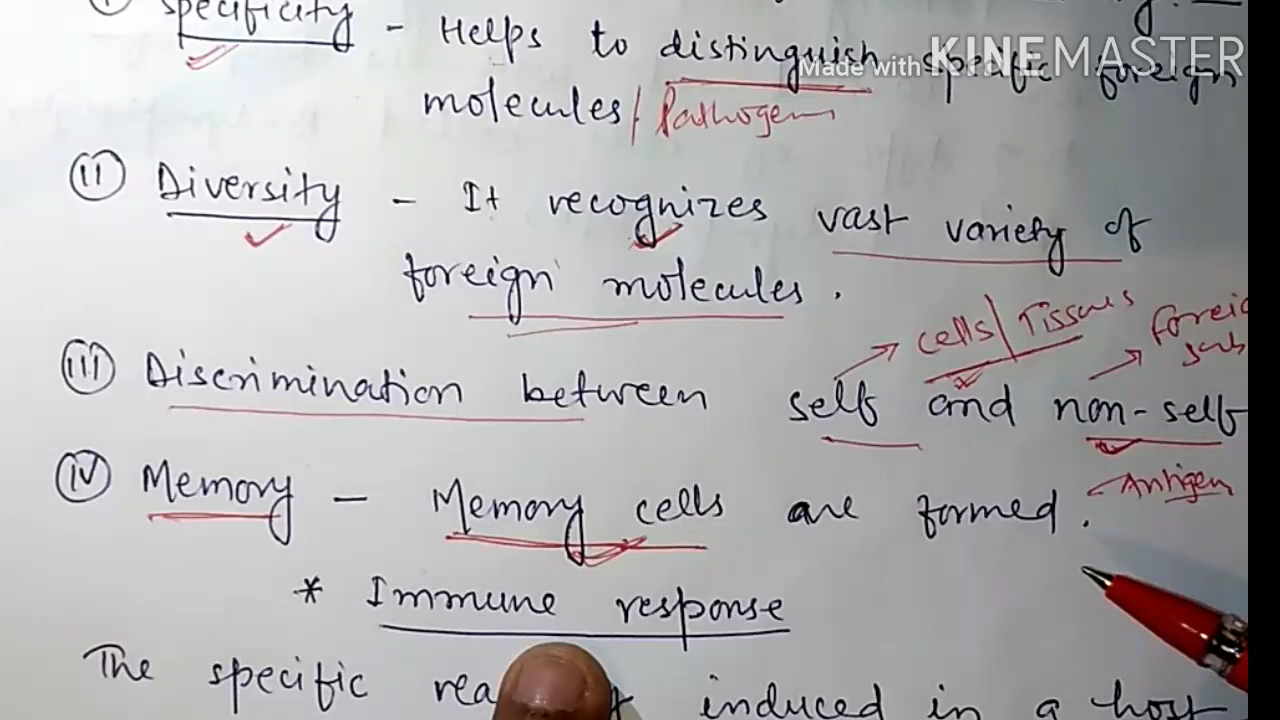 (i) Specificity - Helps to distinguish specific foreign
molecules / Pathogens
(ii) Diversity - It recognizes vast variety of
foreign molecules.
cells / Tissues
(iii) Discrimination between self and non-self
Antigen
(iv) Memory - Memory cells are formed.
* Immune response
The specific induced in a host
Made with KINEMASTER